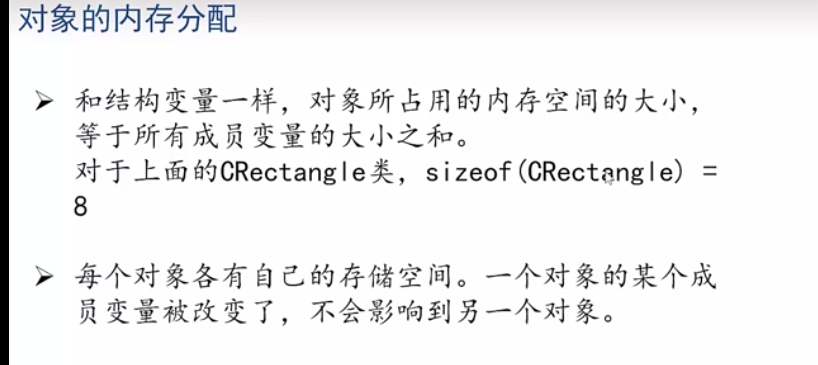 对象的内存分配
➢ 和结构变量一样，对象所占用的内存空间的大小，
等于所有成员变量的大小之和。
对于上面的CRectangle类，sizeof(CRectangle) =
8
➢ 每个对象各有自己的存储空间。一个对象的某个成
员变量被改变了，不会影响到另一个对象。